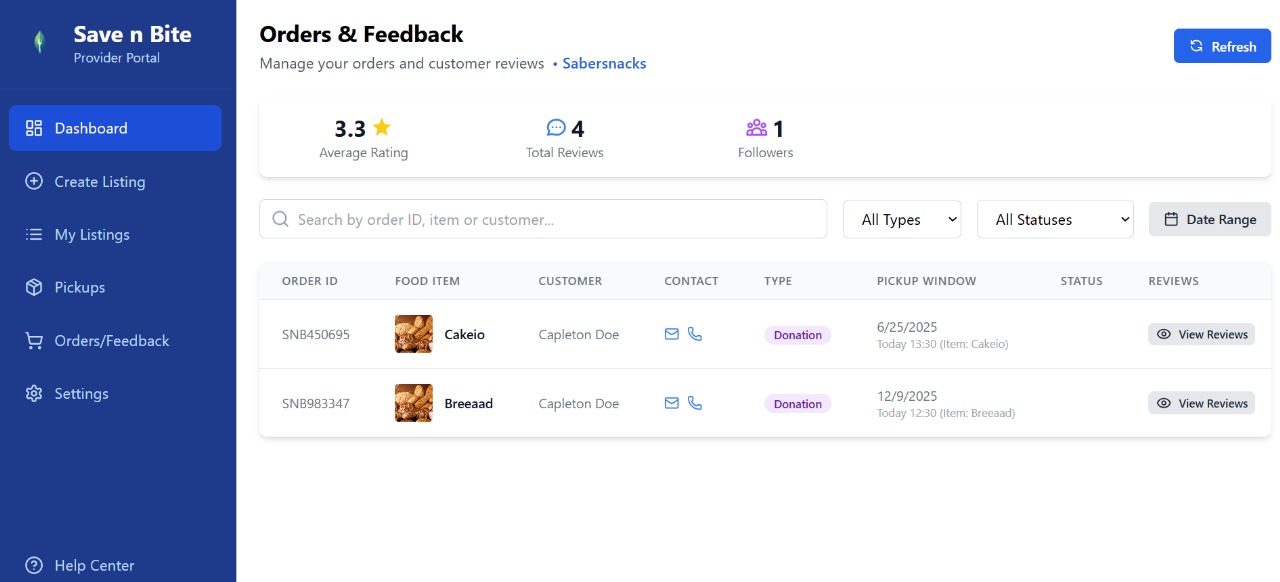 Save n Bite
Provider Portal
Dashboard
Create Listing
My Listings
Pickups
Orders/Feedback
Settings
Help Center
Orders & Feedback
Manage your orders and customer reviews • Sabersnacks
Refresh
3.3
Average Rating
4
Total Reviews
1
Followers
Search by order ID, item or customer...
All Types
All Statuses
Date Range
ORDER ID FOOD ITEM CUSTOMER CONTACT TYPE PICKUP WINDOW STATUS REVIEWS
SNB450695 Cakeio Capleton Doe Donation 6/25/2025 View Reviews
Today 13:30 (Item: Cakeio)
SNB983347 Breeaad Capleton Doe Donation 12/9/2025 View Reviews
Today 12:30 (Item: Breeaad)